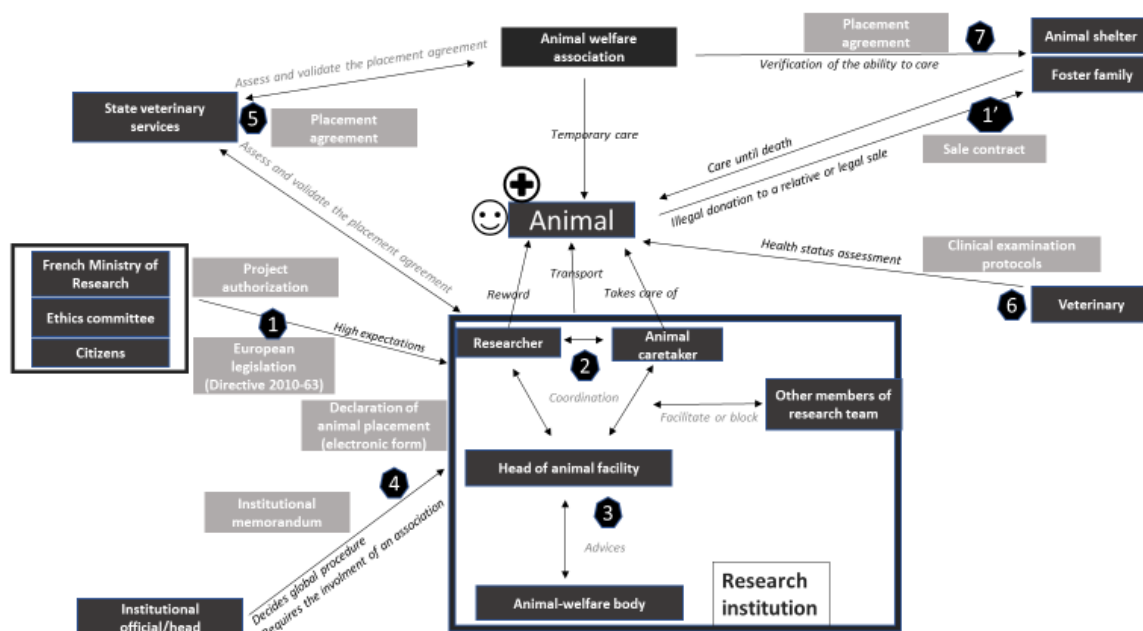 Animal welfare
association
Placement
agreement
7
Animal shelter
Verification of the ability to care
Foster family
Assess and validate the placement agreement
State veterinary
services
5
Placement
agreement
1'
Sale contract
Temporary care
Care until death
Illegal donation to a relative or legal sale
Assess and validate the placement agreement
Animal
Health status assessment
Clinical examination
protocols
6
Veterinary
French Ministry of
Research
Ethics committee
Citizens
Project
authorization
1
High expectations
European
legislation
(Directive 2010-63)
Reward
Transport
Takes care of
Researcher
2
Animal
caretaker
Coordination
Facilitate or block
Other members of
research team
Declaration of
animal placement
(electronic form)
4
Institutional
memorandum
Head of animal facility
3
Advices
Animal-welfare body
Research
institution
Decides global procedure
Requires the involment of an association
Institutional
official/head